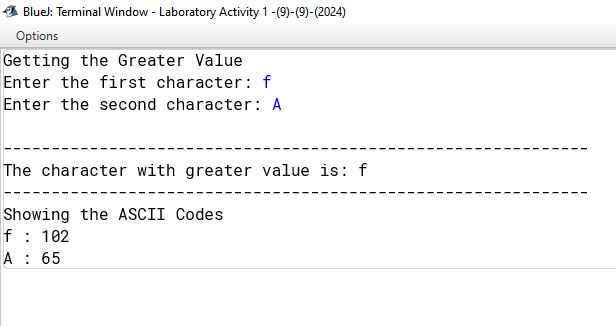 BlueJ: Terminal Window - Laboratory Activity 1 -(9)-(9)-(2024)
Options
Getting the Greater Value
Enter the first character: f
Enter the second character: A
-------------------------------------------------------------
The character with greater value is: f
-------------------------------------------------------------
Showing the ASCII Codes
f : 102
A : 65